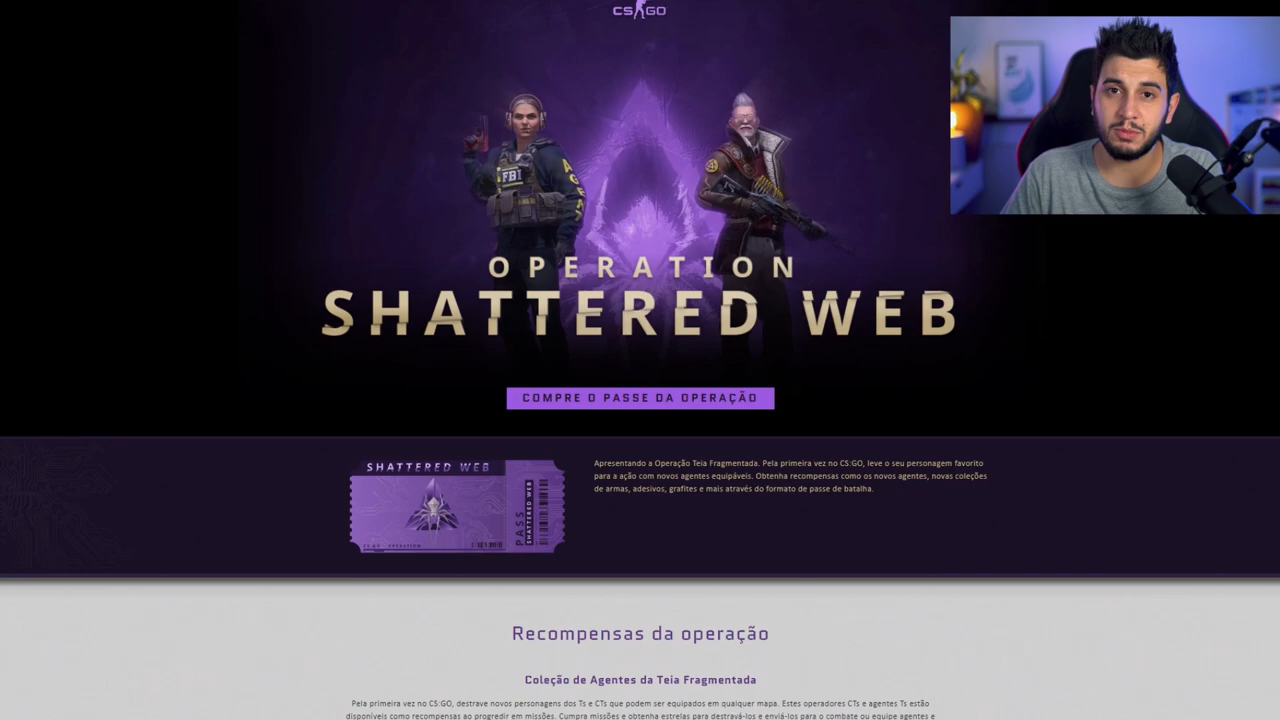 CS GO
FBI
OPERATION
SHATTERED WEB
COMPRE O PASSE DA OPERAÇÃO
SHATTERED WEB
PASS
SHATTERED WEB
Apresentando a Operação Teia Fragmentada. Pela primeira vez no CS:GO, leve o seu personagem favorito
para a ação com novos agentes equipáveis. Obtenha recompensas como os novos agentes, novas coleções
de armas, adesivos, grafites e mais através do formato de passe de batalha.
Recompensas da operação
Coleção de Agentes da Teia Fragmentada
Pela primeira vez no CS:GO, destrave novos personagens dos Ts e CTs que podem ser equipados em qualquer mapa. Estes operadores CTs e agentes Ts estão
disponíveis como recompensas ao progredir em missões. Cumpra missões e obtenha estrelas para destravá-los e enviá-los para o combate ou equipe agentes e